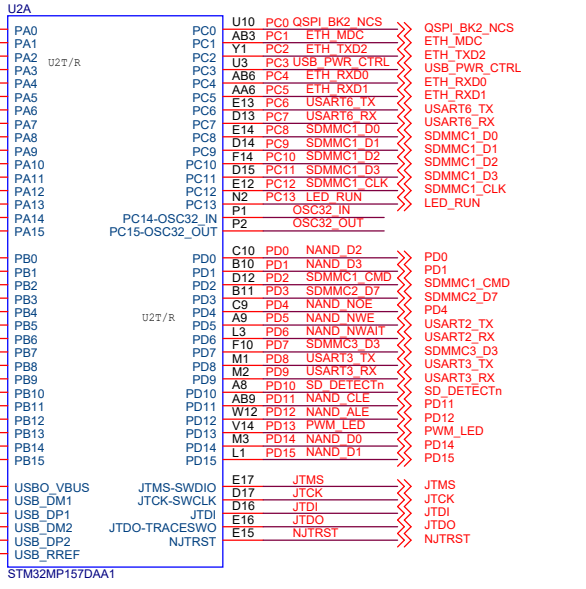 U2A
PA0 PC0 U10 PC0 QSPI_BK2_NCS QSPI_BK2_NCS
PA1 PC1 AB3 PC1 ETH_MDC ETH_MDC
PA2 U2T/R PC2 Y1 PC2 ETH_TXD2 ETH_TXD2
PA3 PC3 U3 PC3 USB_PWR_CTRL USB_PWR_CTRL
PA4 PC4 AB6 PC4 ETH_RXD0 ETH_RXD0
PA5 PC5 AA6 PC5 ETH_RXD1 ETH_RXD1
PA6 PC6 E13 PC6 USART6_TX USART6_TX
PA7 PC7 D13 PC7 USART6_RX USART6_RX
PA8 PC8 E14 PC8 SDMMC1_D0 SDMMC1_D0
PA9 PC9 D14 PC9 SDMMC1_D1 SDMMC1_D1
PA10 PC10 F14 PC10 SDMMC1_D2 SDMMC1_D2
PA11 PC11 D15 PC11 SDMMC1_D3 SDMMC1_D3
PA12 PC12 E12 PC12 SDMMC1_CLK SDMMC1_CLK
PA13 PC13 N2 PC13 LED_RUN LED_RUN
PA14 PC14-OSC32_IN P1 OSC32_IN
PA15 PC15-OSC32_OUT P2 OSC32_OUT
PB0 PD0 C10 PD0 NAND_D2 PD0
PB1 PD1 B10 PD1 NAND_D3 PD1
PB2 PD2 D12 PD2 SDMMC1_CMD SDMMC1_CMD
PB3 PD3 B11 PD3 SDMMC2_D7 SDMMC2_D7
PB4 PD4 C9 PD4 NAND_NOE PD4
PB5 U2T/R PD5 A9 PD5 NAND_NWE USART2_TX
PB6 PD6 L3 PD6 NAND_NWAIT USART2_RX
PB7 PD7 F10 PD7 SDMMC3_D3 SDMMC3_D3
PB8 PD8 M1 PD8 USART3_TX USART3_TX
PB9 PD9 M2 PD9 USART3_RX USART3_RX
PB10 PD10 A8 PD10 SD_DETECTn SD_DETECTn
PB11 PD11 AB9 PD11 NAND_CLE PD11
PB12 PD12 W12 PD12 NAND_ALE PD12
PB13 PD13 V14 PD13 PWM_LED PWM_LED
PB14 PD14 M3 PD14 NAND_D0 PD14
PB15 PD15 L1 PD15 NAND_D1 PD15
USBO_VBUS JTMS-SWDIO E17 JTMS JTMS
USB_DM1 JTCK-SWCLK D17 JTCK JTCK
USB_DP1 JTDI D16 JTDI JTDI
USB_DM2 JTDO-TRACESWO E16 JTDO JTDO
USB_DP2 NJTRST E15 NJTRST NJTRST
USB_RREF
STM32MP157DAA1